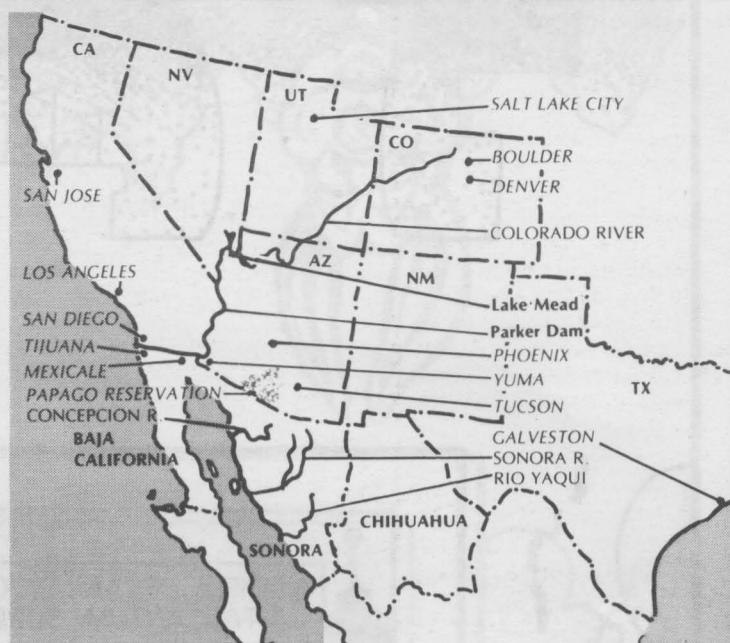 CA
NV
UT
SALT LAKE CITY
CO
BOULDER
DENVER
SAN JOSE
COLORADO RIVER
AZ
NM
LOS ANGELES
Lake Mead
SAN DIEGO
Parker Dam
TIJUANA
PHOENIX
MEXICALE
YUMA
PAPAGO RESERVATION
TX
TUCSON
CONCEPCION R.
BAJA
CALIFORNIA
GALVESTON
SONORA R.
RIO YAQUI
CHIHUAHUA
SONORA